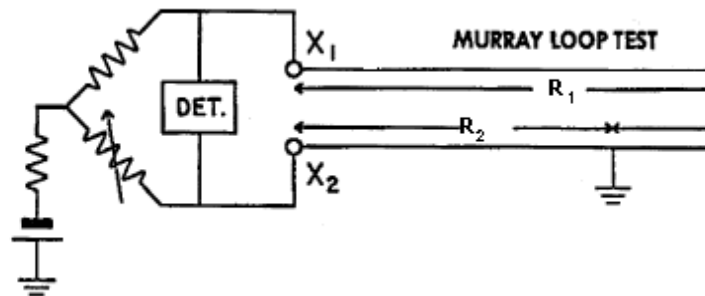 MURRAY LOOP TEST
X1
R1
DET.
R2
X2